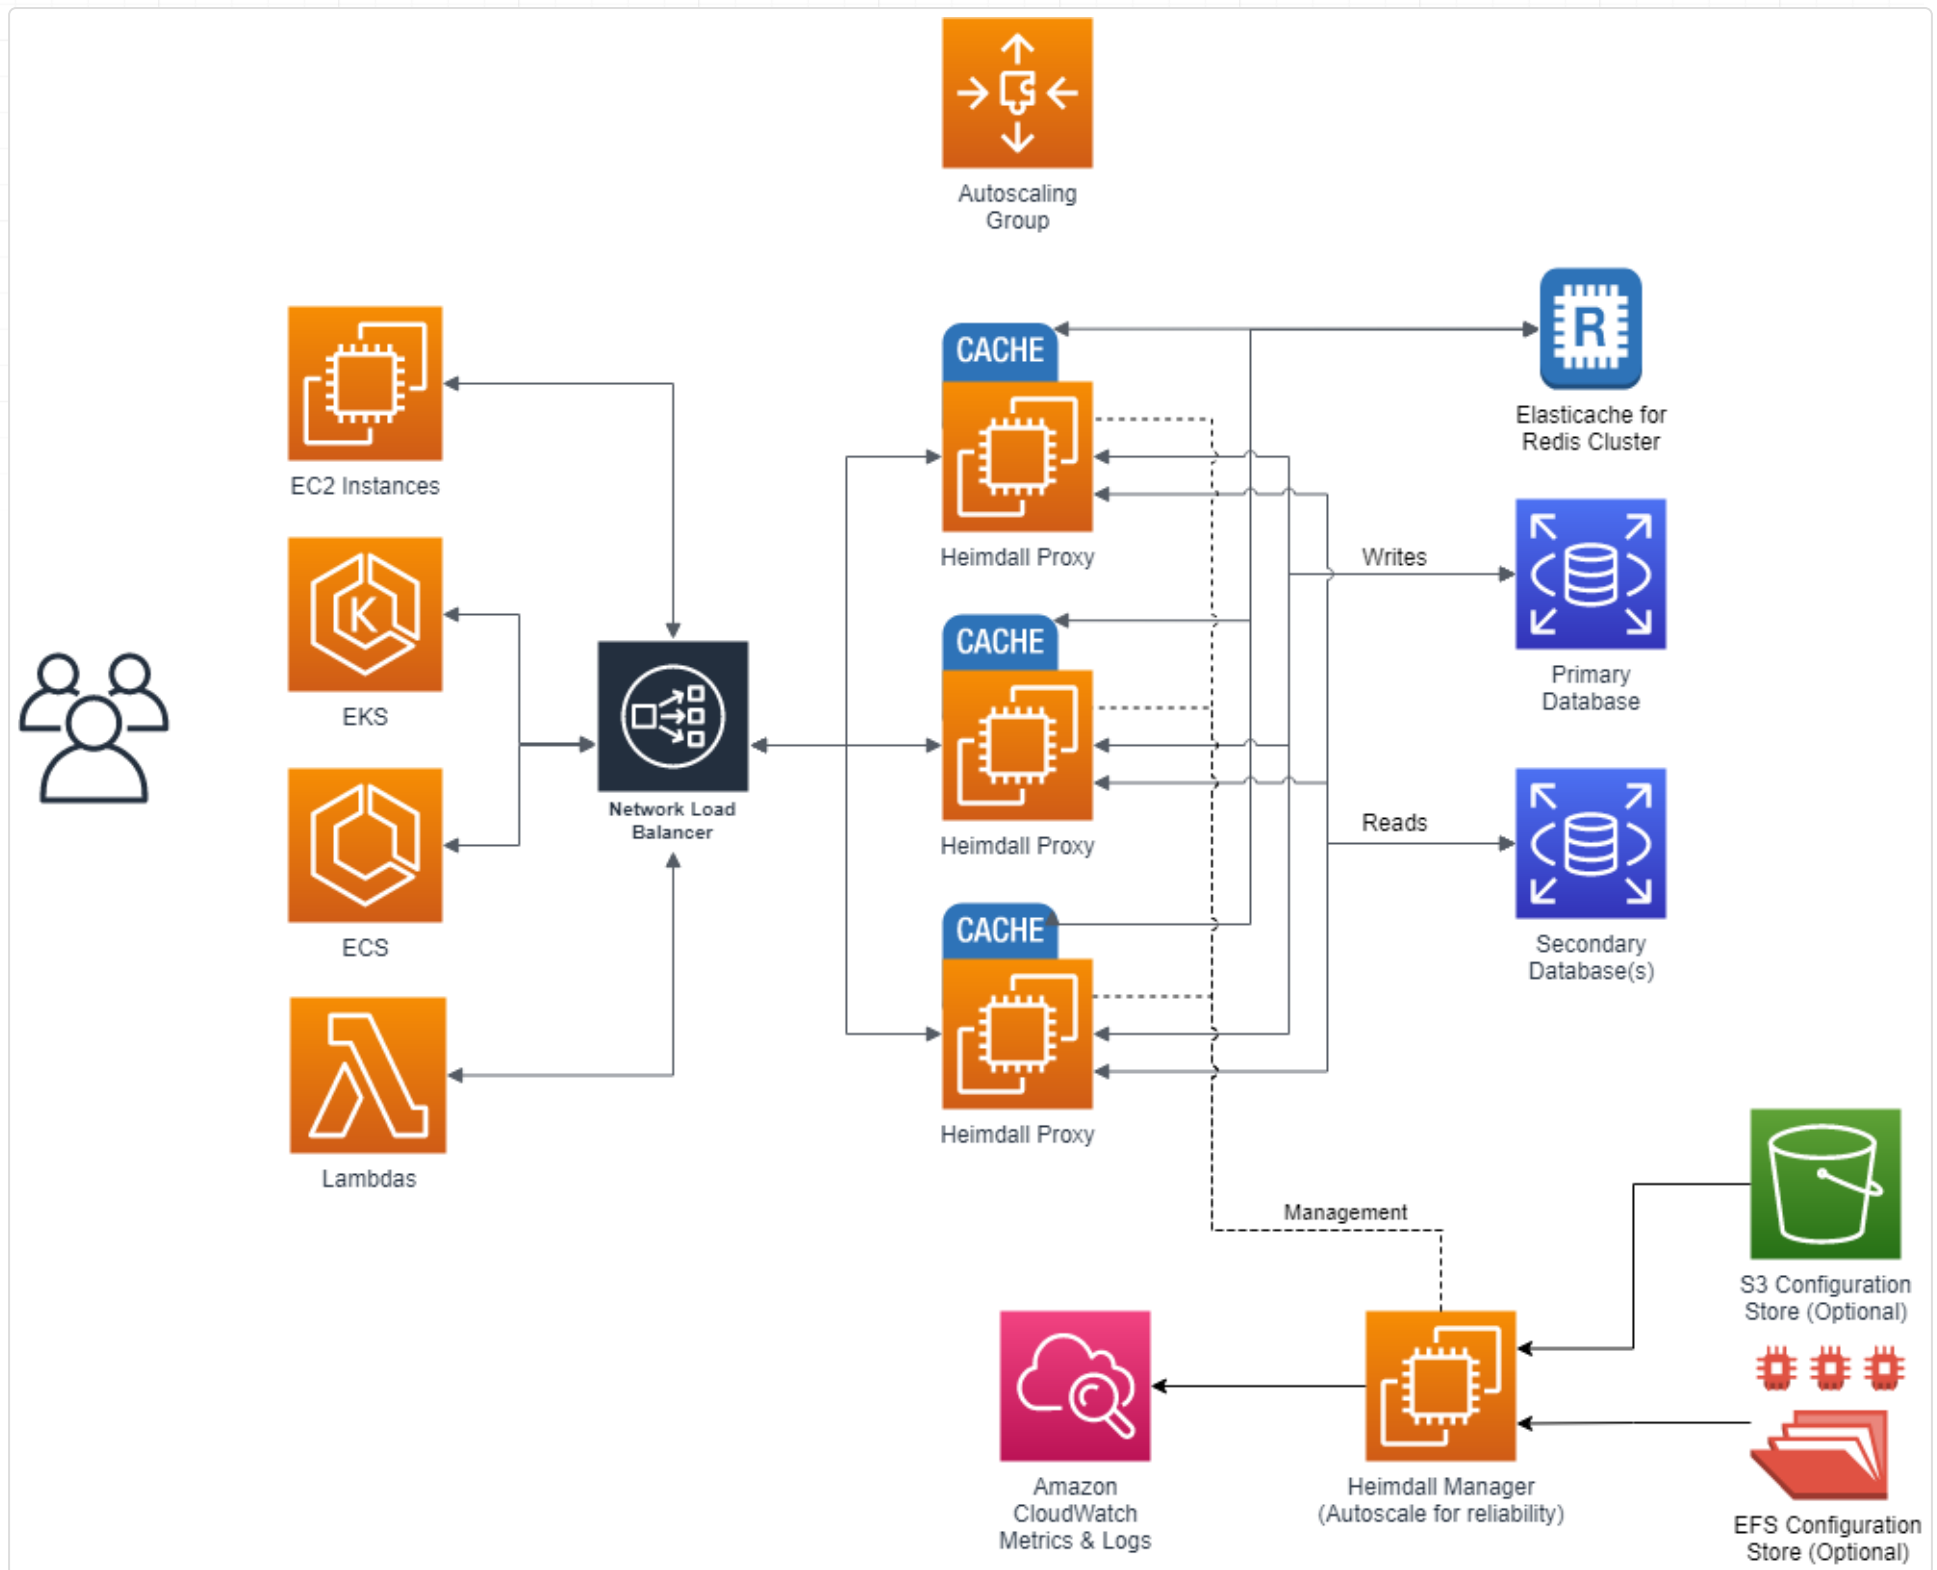 Autoscaling
Group
EC2 Instances
EKS
ECS
Lambdas
Network Load
Balancer
CACHE
Heimdall Proxy
CACHE
Heimdall Proxy
CACHE
Heimdall Proxy
R
Elasticache for
Redis Cluster
Writes
Primary
Database
Reads
Secondary
Database(s)
Management
S3 Configuration
Store (Optional)
Amazon
CloudWatch
Metrics & Logs
Heimdall Manager
(Autoscale for reliability)
EFS Configuration
Store (Optional)
K